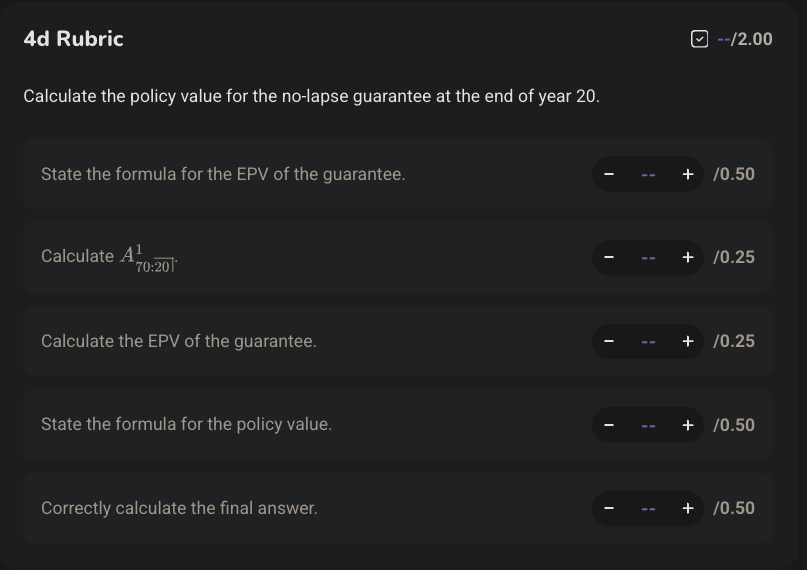 4d Rubric --/2.00
Calculate the policy value for the no-lapse guarantee at the end of year 20.
State the formula for the EPV of the guarantee. − -- + /0.50
Calculate $A^{1}_{70:\overline{20}|}$. − -- + /0.25
Calculate the EPV of the guarantee. − -- + /0.25
State the formula for the policy value. − -- + /0.50
Correctly calculate the final answer. − -- + /0.50